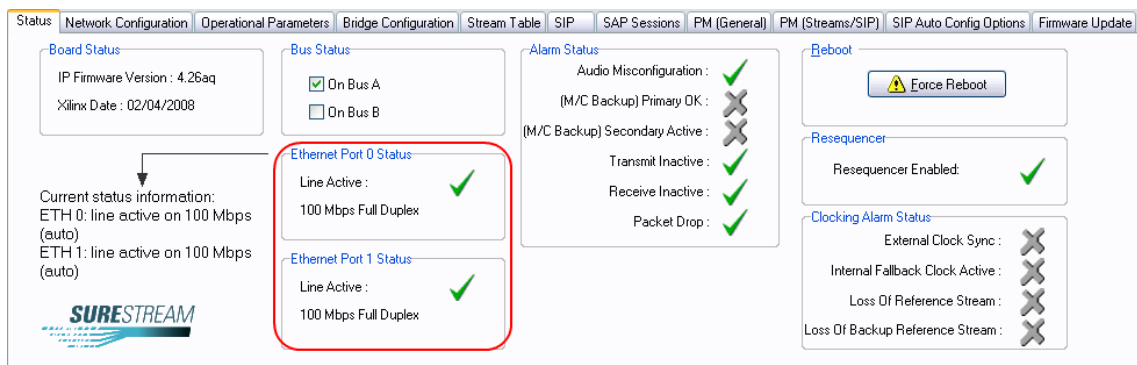 Status
Network Configuration
Operational Parameters
Bridge Configuration
Stream Table
SIP
SAP Sessions
PM (General)
PM (Streams/SIP)
SIP Auto Config Options
Firmware Update
Board Status
IP Firmware Version : 4.26aq
Xilinx Date : 02/04/2008
Current status information:
ETH 0: line active on 100 Mbps
(auto)
ETH 1: line active on 100 Mbps
(auto)
SURESTREAM
Bus Status
On Bus A
On Bus B
Ethernet Port 0 Status
Line Active :
100 Mbps Full Duplex
Ethernet Port 1 Status
Line Active :
100 Mbps Full Duplex
Alarm Status
Audio Misconfiguration :
(M/C Backup) Primary OK :
(M/C Backup) Secondary Active :
Transmit Inactive :
Receive Inactive :
Packet Drop :
Reboot
Force Reboot
Resequencer
Resequencer Enabled:
Clocking Alarm Status
External Clock Sync :
Internal Fallback Clock Active :
Loss Of Reference Stream :
Loss Of Backup Reference Stream :